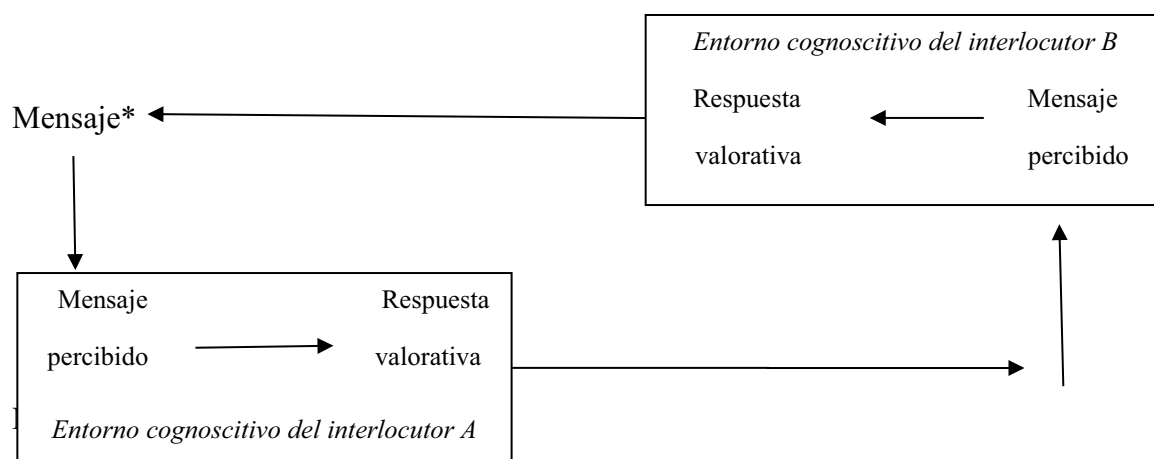 Entorno cognoscitivo del interlocutor B
Respuesta Mensaje
Mensaje*
valorativa percibido
Mensaje Respuesta
percibido valorativa
Entorno cognoscitivo del interlocutor A